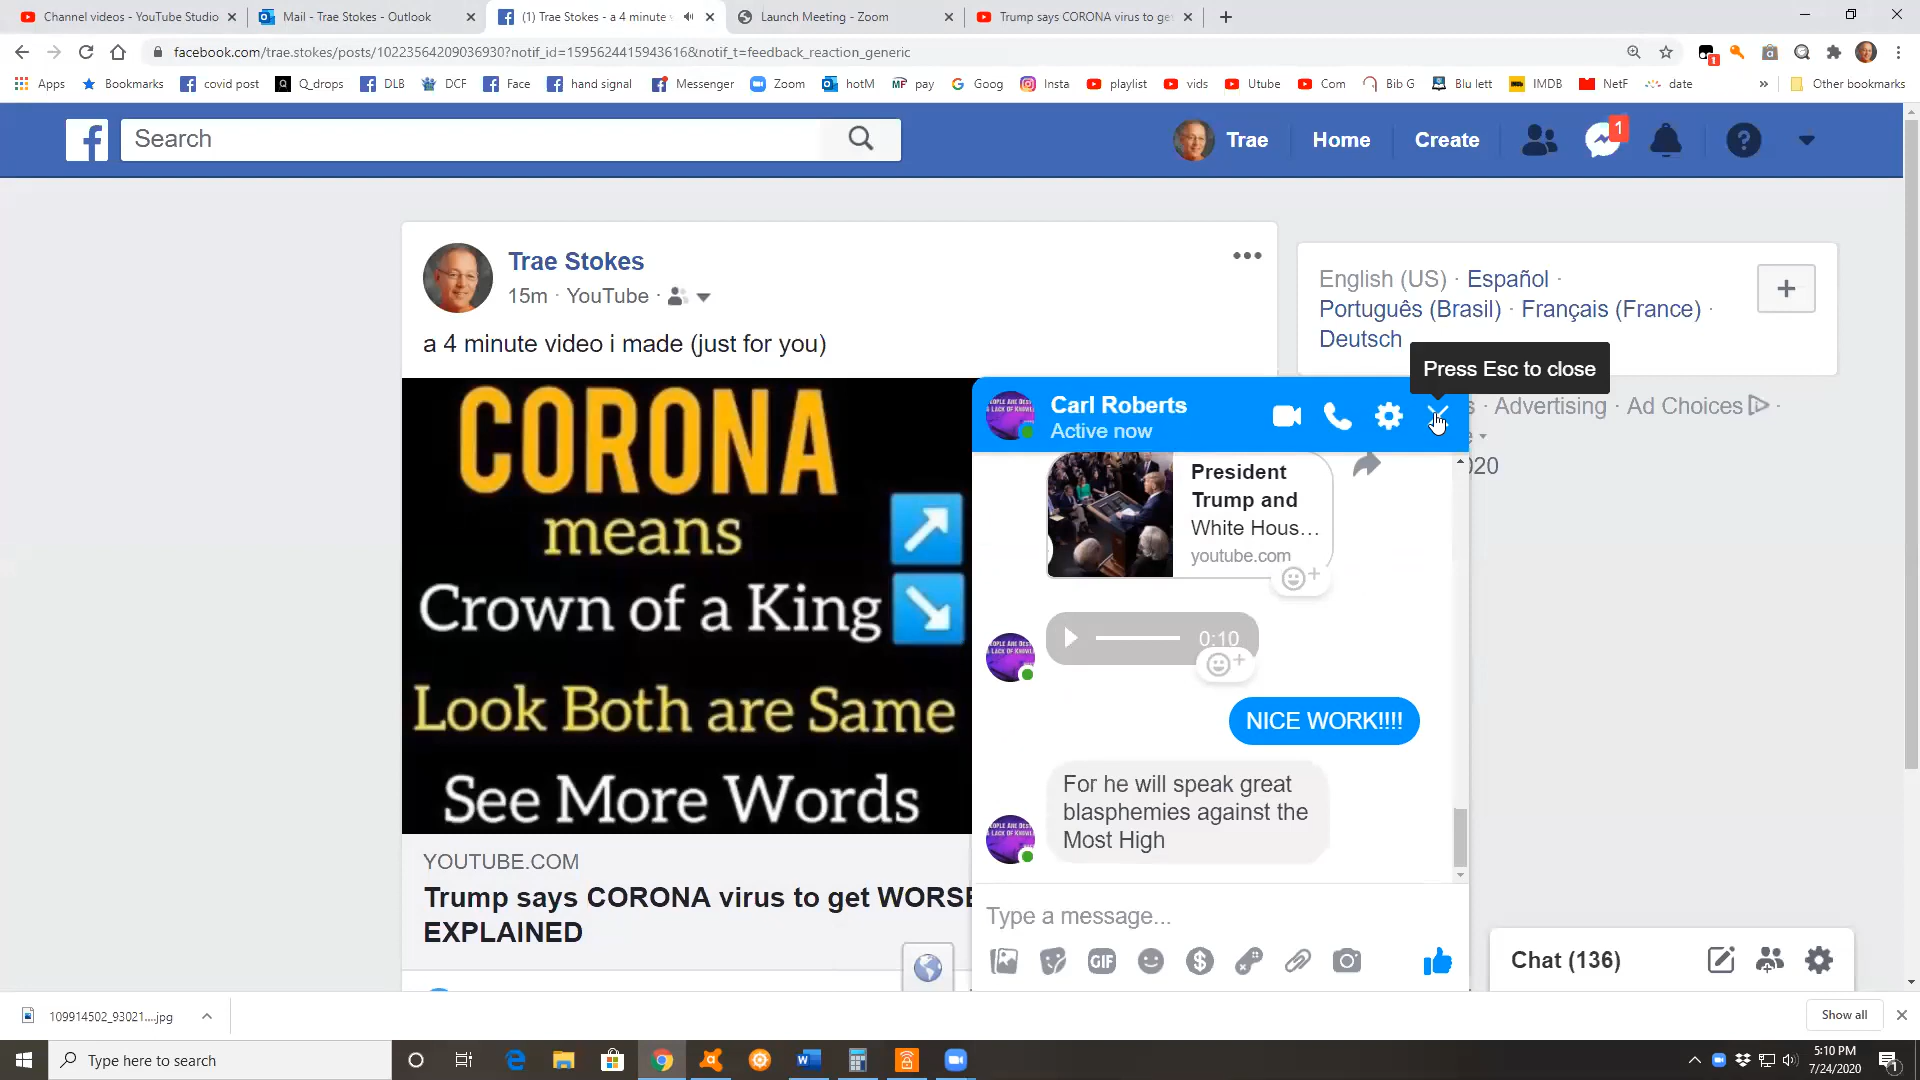 Channel videos - YouTube Studio
Mail - Trae Stokes - Outlook
(1) Trae Stokes - a 4 minute
Launch Meeting - Zoom
Trump says CORONA virus to get
facebook.com/trae.stokes/posts/10223564209036930?notif_id=1595624415943616&notif_t=feedback_reaction_generic
Apps Bookmarks covid post Q_drops DLB DCF Face hand signal Messenger Zoom hotM pay Goog Insta playlist vids Utube Com Bib G Blu lett IMDB NetF date » Other bookmarks
Search
Trae Home Create 1
Trae Stokes
15m · YouTube ·
a 4 minute video i made (just for you)
CORONA
means
Crown of a King
Look Both are Same
See More Words
YOUTUBE.COM
Trump says CORONA virus to get WORSE
EXPLAINED
English (US) · Español ·
Português (Brasil) · Français (France) ·
Deutsch
Press Esc to close
· Advertising · Ad Choices ·
020
Carl Roberts
Active now
President
Trump and
White Hous...
youtube.com
0:10
NICE WORK!!!!
For he will speak great
blasphemies against the
Most High
Type a message...
GIF
Chat (136)
109914502_93021....jpg
Show all
Type here to search
5:10 PM
7/24/2020